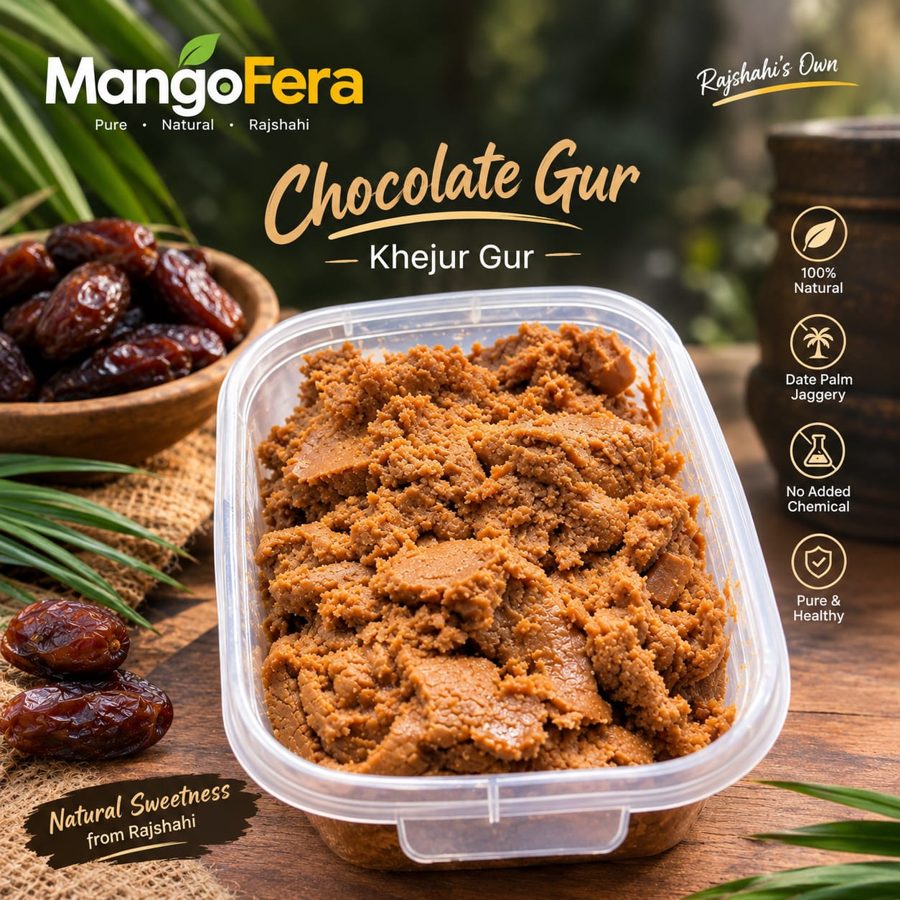 MangoFera
Pure • Natural • Rajshahi
Rajshahi's Own
Chocolate Gur
Khejur Gur
100%
Natural
Date Palm
Jaggery
No Added
Chemical
Pure &
Healthy
Natural Sweetness
from Rajshahi